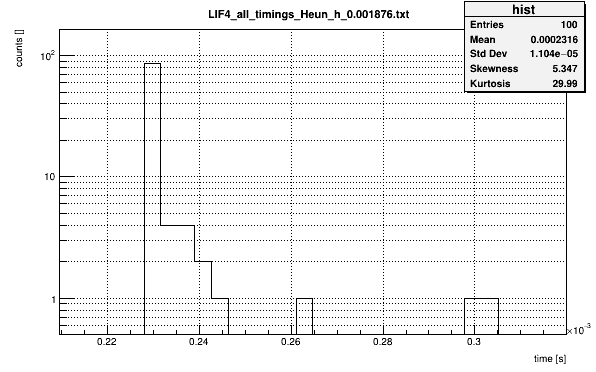 LIF4_all_timings_Heun_h_0.001876.txt
hist
Entries 100
Mean 0.0002316
Std Dev 1.104e−05
Skewness 5.347
Kurtosis 29.99
counts []
10²
10
1
0.22 0.24 0.26 0.28 0.3
×10⁻³
time [s]